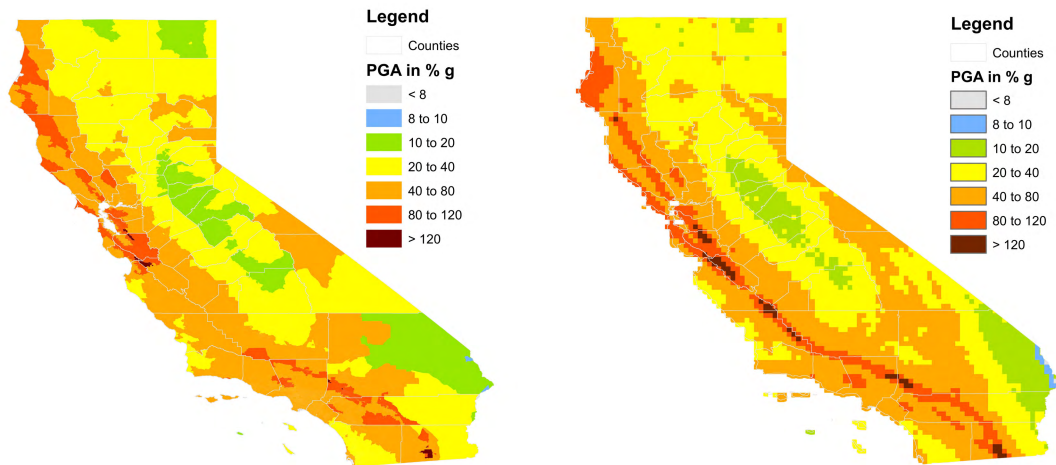 Legend
Counties
PGA in % g
< 8
8 to 10
10 to 20
20 to 40
40 to 80
80 to 120
> 120
Legend
Counties
PGA in % g
< 8
8 to 10
10 to 20
20 to 40
40 to 80
80 to 120
> 120